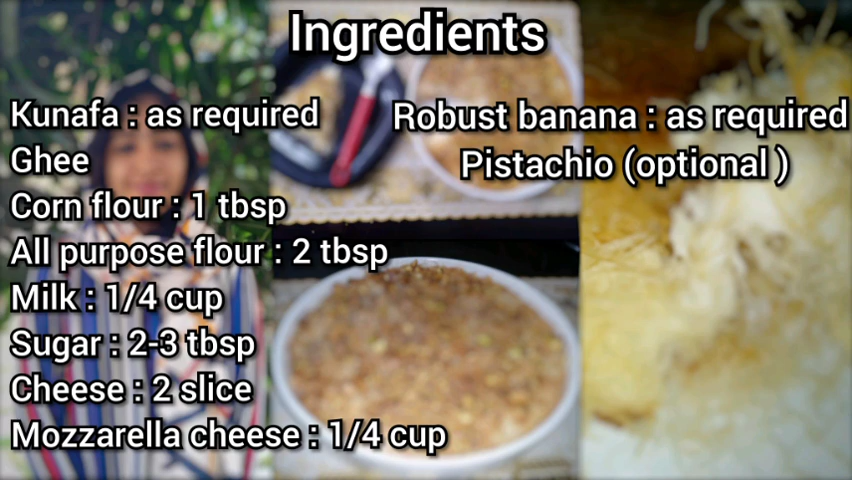 Ingredients
Kunafa : as required
Ghee
Corn flour : 1 tbsp
All purpose flour : 2 tbsp
Milk : 1/4 cup
Sugar : 2-3 tbsp
Cheese : 2 slice
Mozzarella cheese : 1/4 cup
Robust banana : as required
Pistachio (optional )